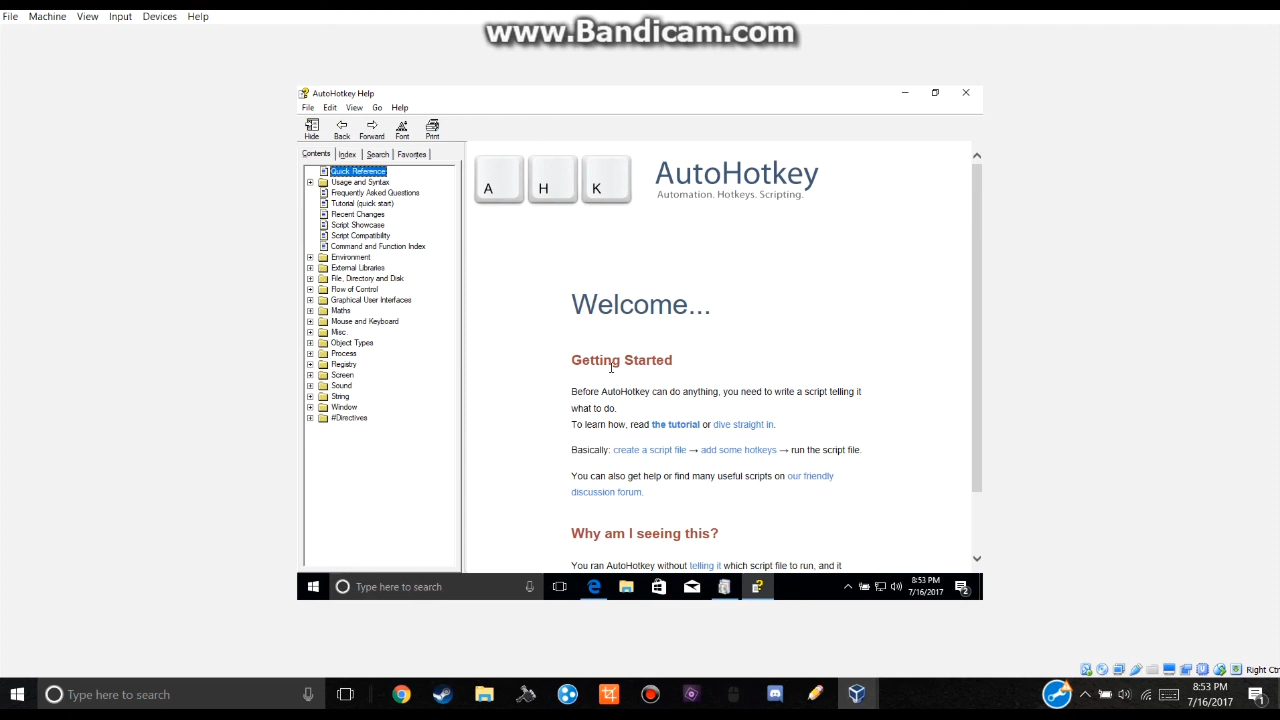 www.Bandicam.com
File Machine View Input Devices Help
AutoHotkey Help
File Edit View Go Help
Hide Back Forward Font Print
Contents Index Search Favorites
Quick Reference
Usage and Syntax
Frequently Asked Questions
Tutorial (quick start)
Recent Changes
Script Showcase
Script Compatibility
Command and Function Index
Environment
External Libraries
File, Directory and Disk
Flow of Control
Graphical User Interfaces
Maths
Mouse and Keyboard
Misc.
Object Types
Process
Registry
Screen
Sound
String
Window
#Directives
A H K
AutoHotkey
Automation. Hotkeys. Scripting.
Welcome...
Getting Started
Before AutoHotkey can do anything, you need to write a script telling it
what to do.
To learn how, read the tutorial or dive straight in.
Basically: create a script file → add some hotkeys → run the script file.
You can also get help or find many useful scripts on our friendly
discussion forum.
Why am I seeing this?
You ran AutoHotkey without telling it which script file to run, and it
Type here to search
8:53 PM
7/16/2017
2
Right Ctr
Type here to search
8:53 PM
7/16/2017
1